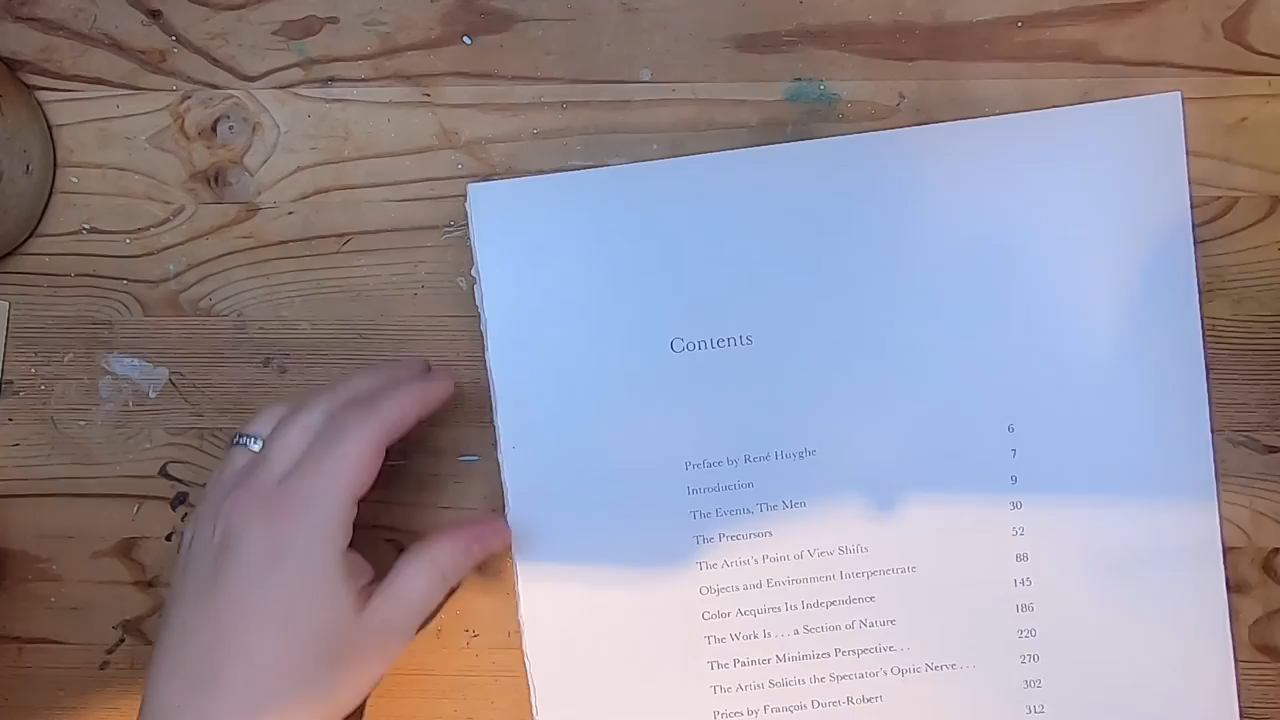 Contents
Preface by René Huyghe 6
Introduction 7
The Events, The Men 9
The Precursors 30
The Artist's Point of View Shifts 52
Objects and Environment Interpenetrate 88
Color Acquires Its Independence 145
The Work Is . . . a Section of Nature 186
The Painter Minimizes Perspective. . . 220
The Artist Solicits the Spectator's Optic Nerve . . . 270
Prices by François Duret-Robert 302
312